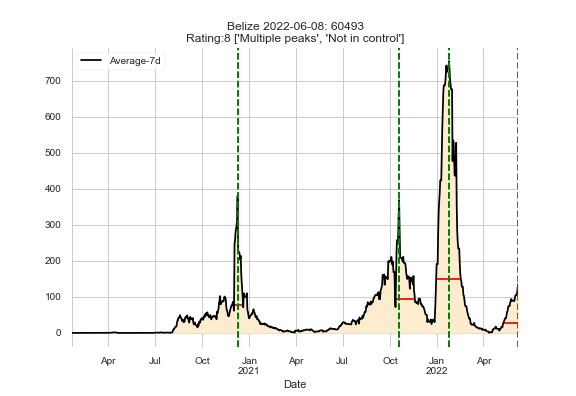 Belize 2022-06-08: 60493
Rating:8 ['Multiple peaks', 'Not in control']
Average-7d
700
600
500
400
300
200
100
0
Apr Jul Oct Jan Apr Jul Oct Jan Apr
2021 2022
Date